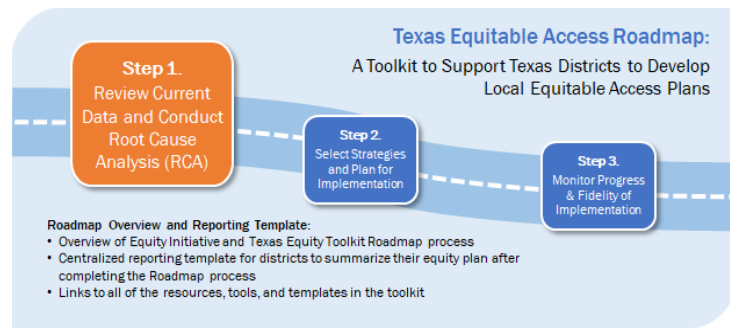 Texas Equitable Access Roadmap:
A Toolkit to Support Texas Districts to Develop
Local Equitable Access Plans
Step 1.
Review Current
Data and Conduct
Root Cause
Analysis (RCA)
Step 2.
Select Strategies
and Plan for
Implementation
Step 3.
Monitor Progress
& Fidelity of
Implementation
Roadmap Overview and Reporting Template:
• Overview of Equity Initiative and Texas Equity Toolkit Roadmap process
• Centralized reporting template for districts to summarize their equity plan after
completing the Roadmap process
• Links to all of the resources, tools, and templates in the toolkit